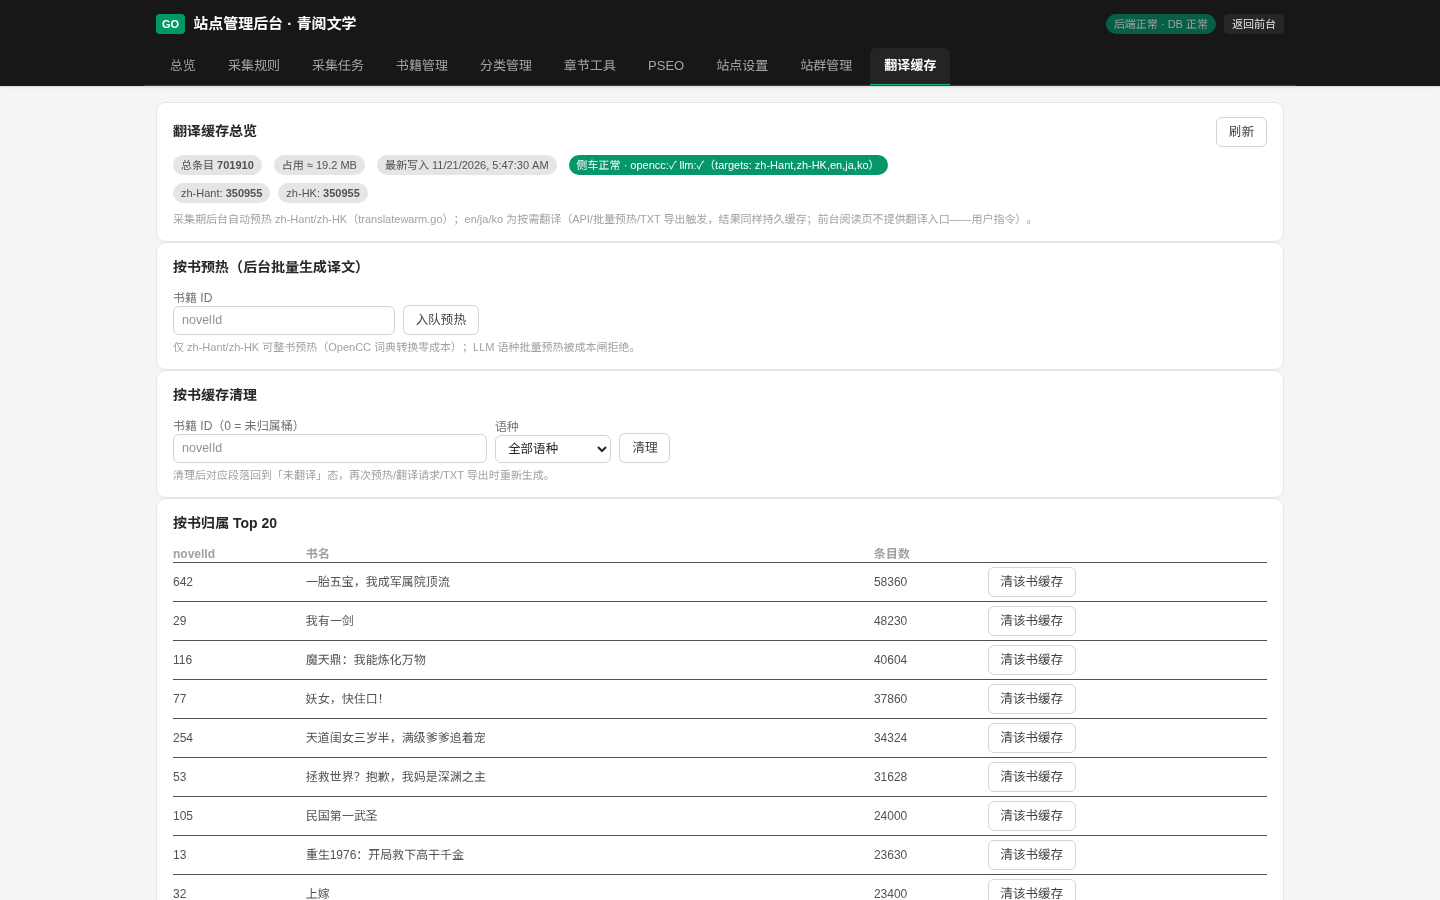 GO 站点管理后台 · 青阅文学 后端正常 · DB 正常 返回前台
总览 采集规则 采集任务 书籍管理 分类管理 章节工具 PSEO 站点设置 站群管理 翻译缓存
翻译缓存总览 刷新
总条目 701910 占用 ≈ 19.2 MB 最新写入 11/21/2026, 5:47:30 AM 侧车正常 · opencc:✓ llm:✓（targets: zh-Hant,zh-HK,en,ja,ko）
zh-Hant: 350955 zh-HK: 350955
采集期后台自动预热 zh-Hant/zh-HK（translatewarm.go）；en/ja/ko 为按需翻译（API/批量预热/TXT 导出触发，结果同样持久缓存；前台阅读页不提供翻译入口——用户指令）。
按书预热（后台批量生成译文）
书籍 ID
novelId 入队预热
仅 zh-Hant/zh-HK 可整书预热（OpenCC 词典转换零成本）；LLM 语种批量预热被成本闸拒绝。
按书缓存清理
书籍 ID（0 = 未归属桶） 语种
novelId 全部语种 清理
清理后对应段落回到「未翻译」态，再次预热/翻译请求/TXT 导出时重新生成。
按书归属 Top 20
novelId 书名 条目数
642 一胎五宝，我成军属院顶流 58360 清该书缓存
29 我有一剑 48230 清该书缓存
116 魔天鼎：我能炼化万物 40604 清该书缓存
77 妖女，快住口！ 37860 清该书缓存
254 天道闺女三岁半，满级爹爹追着宠 34324 清该书缓存
53 拯救世界？抱歉，我妈是深渊之主 31628 清该书缓存
105 民国第一武圣 24000 清该书缓存
13 重生1976：开局救下高干千金 23630 清该书缓存
32 上嫁 23400 清该书缓存